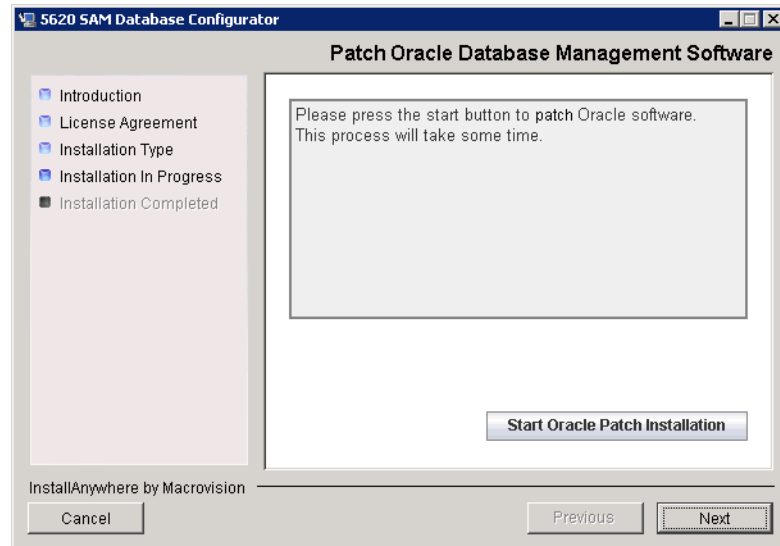 5620 SAM Database Configurator
Patch Oracle Database Management Software
Introduction
License Agreement
Installation Type
Installation In Progress
Installation Completed
Please press the start button to patch Oracle software.
This process will take some time.
Start Oracle Patch Installation
InstallAnywhere by Macrovision
Cancel
Previous
Next